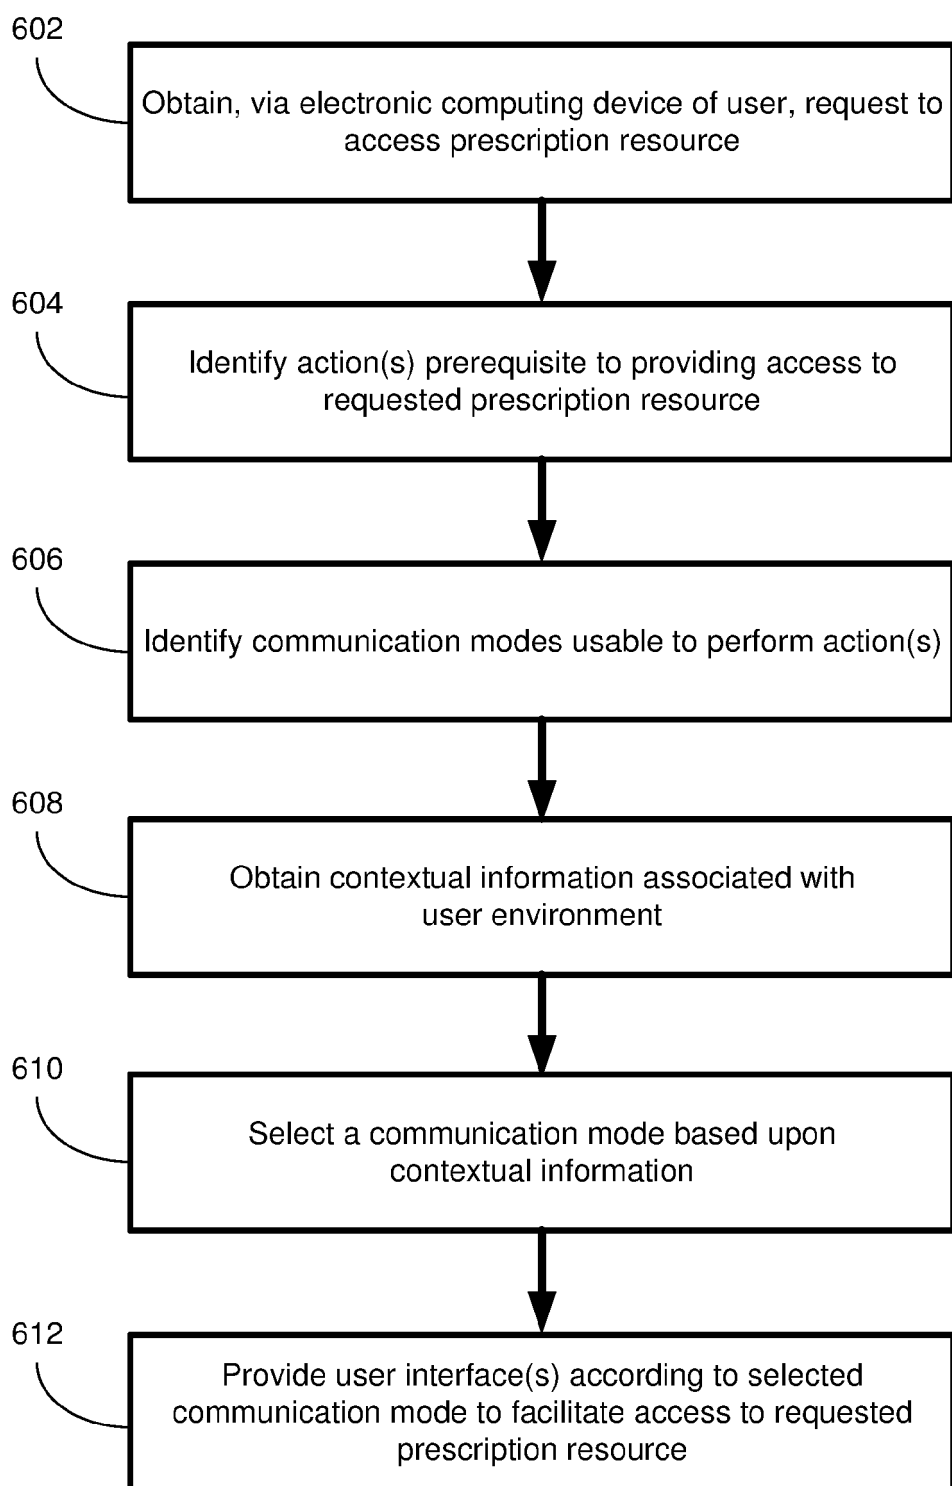 602
Obtain, via electronic computing device of user, request to
access prescription resource
604
Identify action(s) prerequisite to providing access to
requested prescription resource
606
Identify communication modes usable to perform action(s)
608
Obtain contextual information associated with
user environment
610
Select a communication mode based upon
contextual information
612
Provide user interface(s) according to selected
communication mode to facilitate access to requested
prescription resource